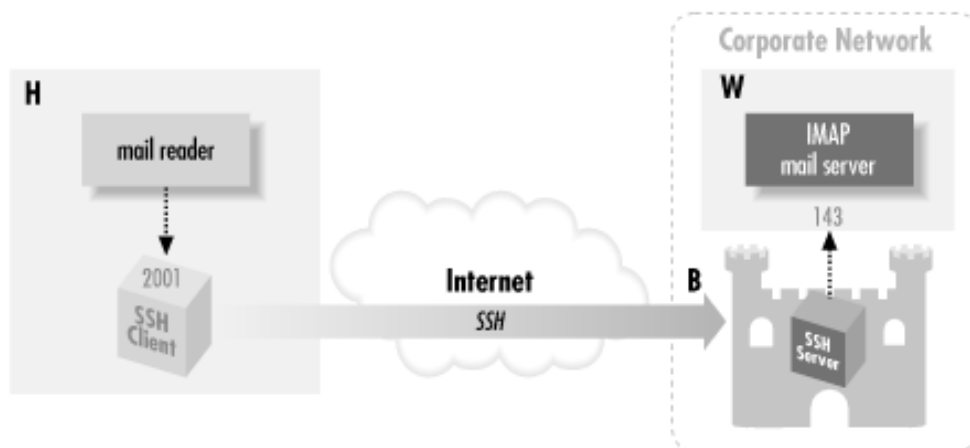 Corporate Network
H
W
mail reader
IMAP
mail server
143
2001
SSH
Client
Internet
SSH
B
SSH
Server